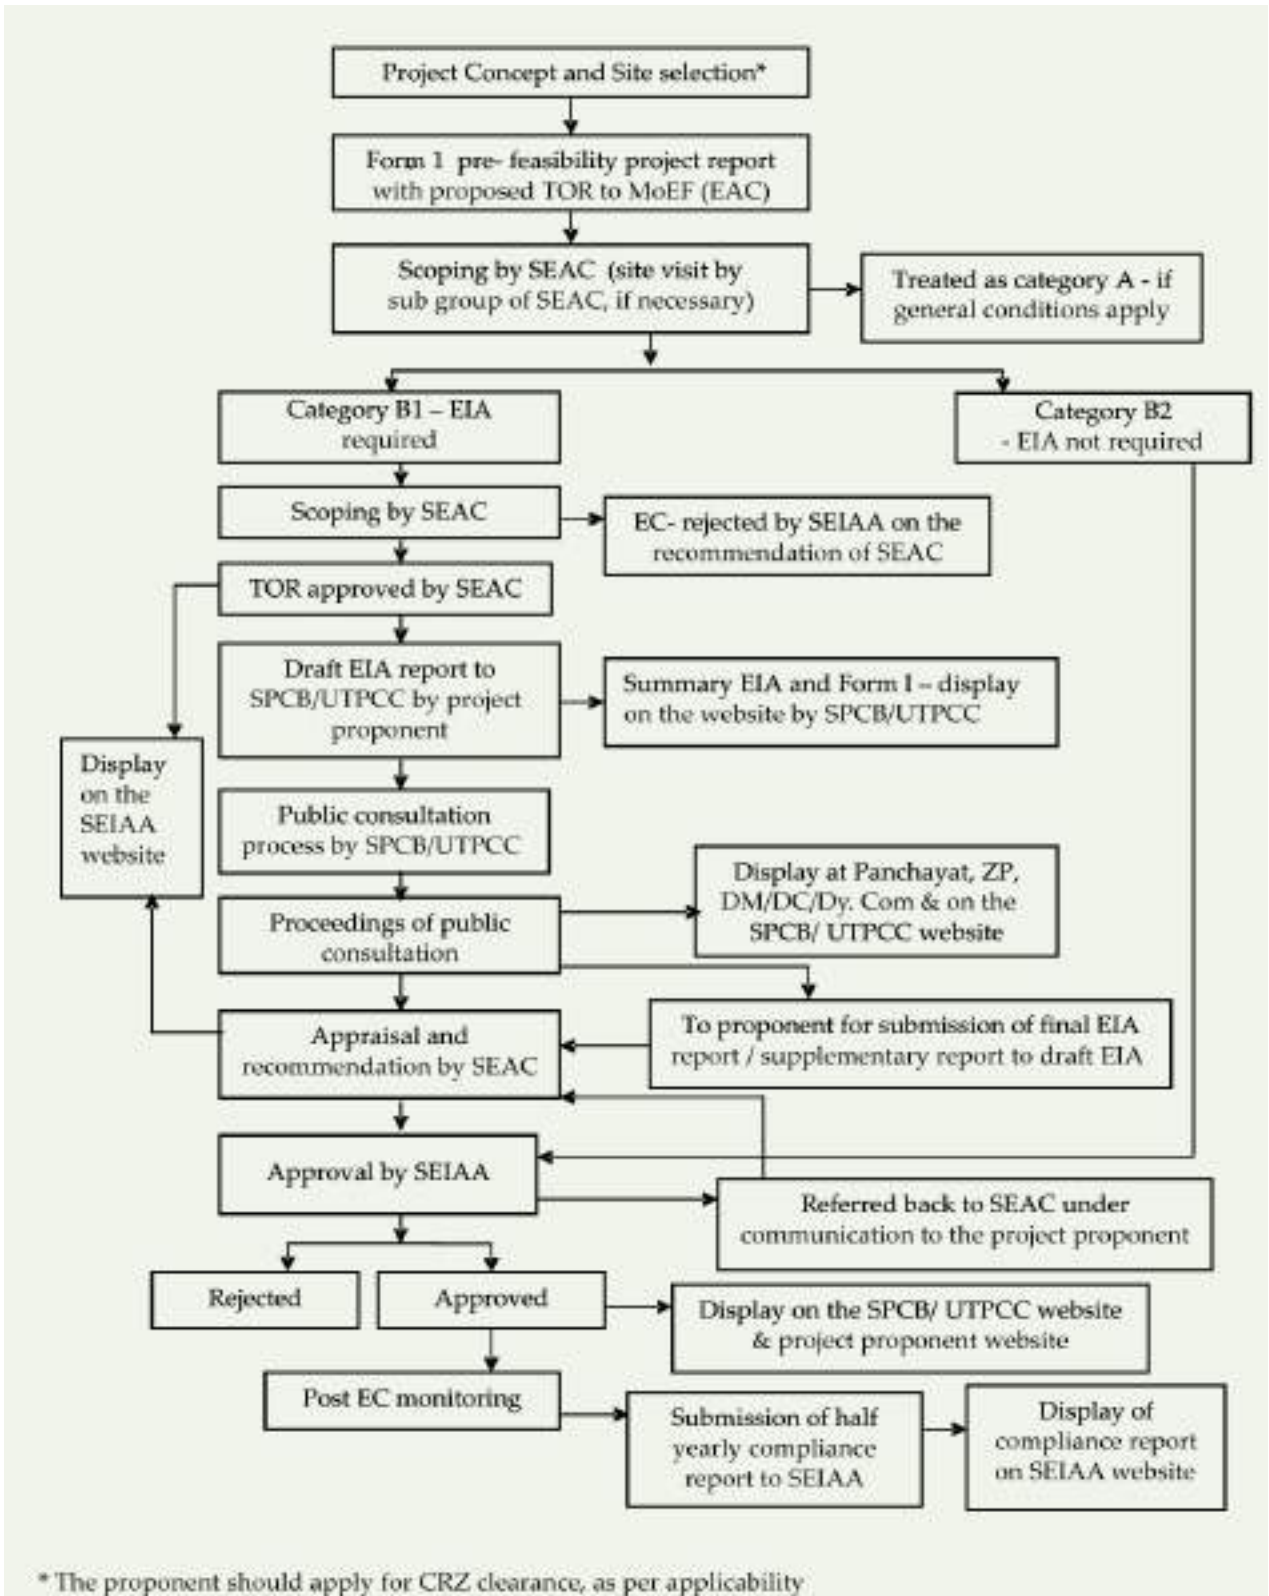 Project Concept and Site selection*
Form 1 pre- feasibility project report
with proposed TOR to MoEF (EAC)
Scoping by SEAC (site visit by
sub group of SEAC, if necessary)
Treated as category A - if
general conditions apply
Category B1 – EIA
required
Category B2
- EIA not required
Scoping by SEAC
EC- rejected by SEIAA on the
recommendation of SEAC
TOR approved by SEAC
Draft EIA report to
SPCB/UTPCC by project
proponent
Summary EIA and Form I – display
on the website by SPCB/UTPCC
Display
on the
SEIAA
website
Public consultation
process by SPCB/UTPCC
Display at Panchayat, ZP,
DM/DC/Dy. Com & on the
SPCB/ UTPCC website
Proceedings of public
consultation
To proponent for submission of final EIA
report / supplementary report to draft EIA
Appraisal and
recommendation by SEAC
Approval by SEIAA
Referred back to SEAC under
communication to the project proponent
Rejected
Approved
Display on the SPCB/ UTPCC website
& project proponent website
Post EC monitoring
Submission of half
yearly compliance
report to SEIAA
Display of
compliance report
on SEIAA website
* The proponent should apply for CRZ clearance, as per applicability